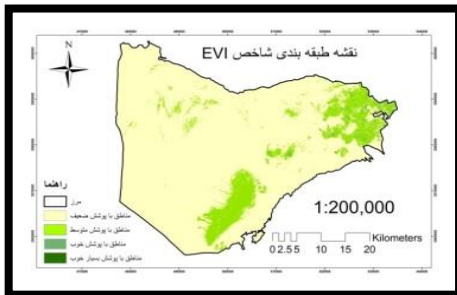 نقشه طبقه بندی شاخص EVI
N
راهنما
مرز
مناطق با پوشش ضعیف
مناطق با پوشش متوسط
مناطق با پوشش خوب
مناطق با پوشش بسیار خوب
1:200,000
Kilometers
0 2.5 5 10 15 20